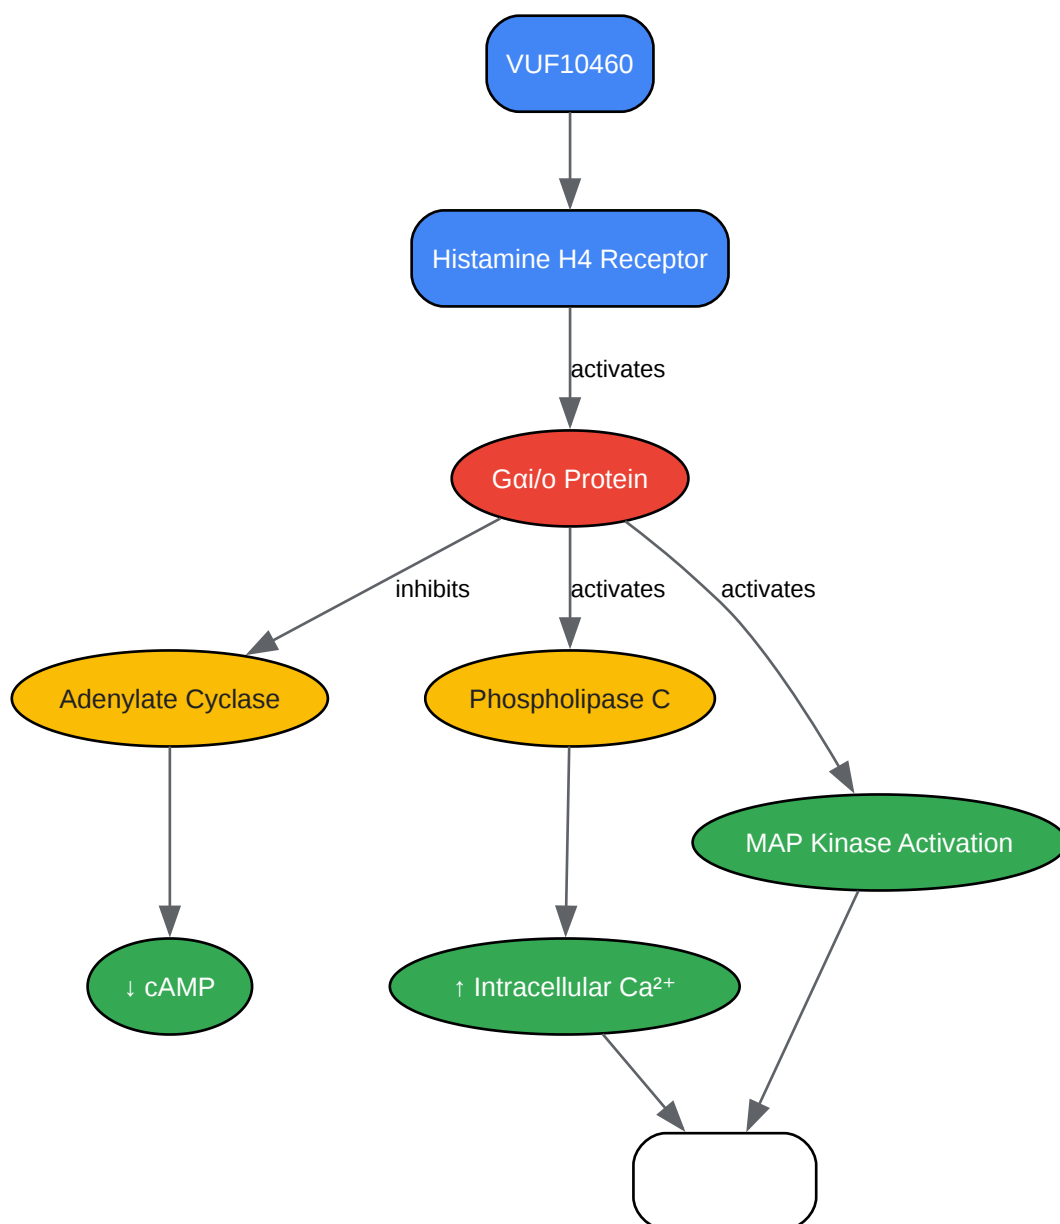 VUF10460
Histamine H4 Receptor
activates
Gαi/o Protein
inhibits
activates
activates
Adenylate Cyclase
Phospholipase C
MAP Kinase Activation
↓ cAMP
↑ Intracellular Ca²⁺